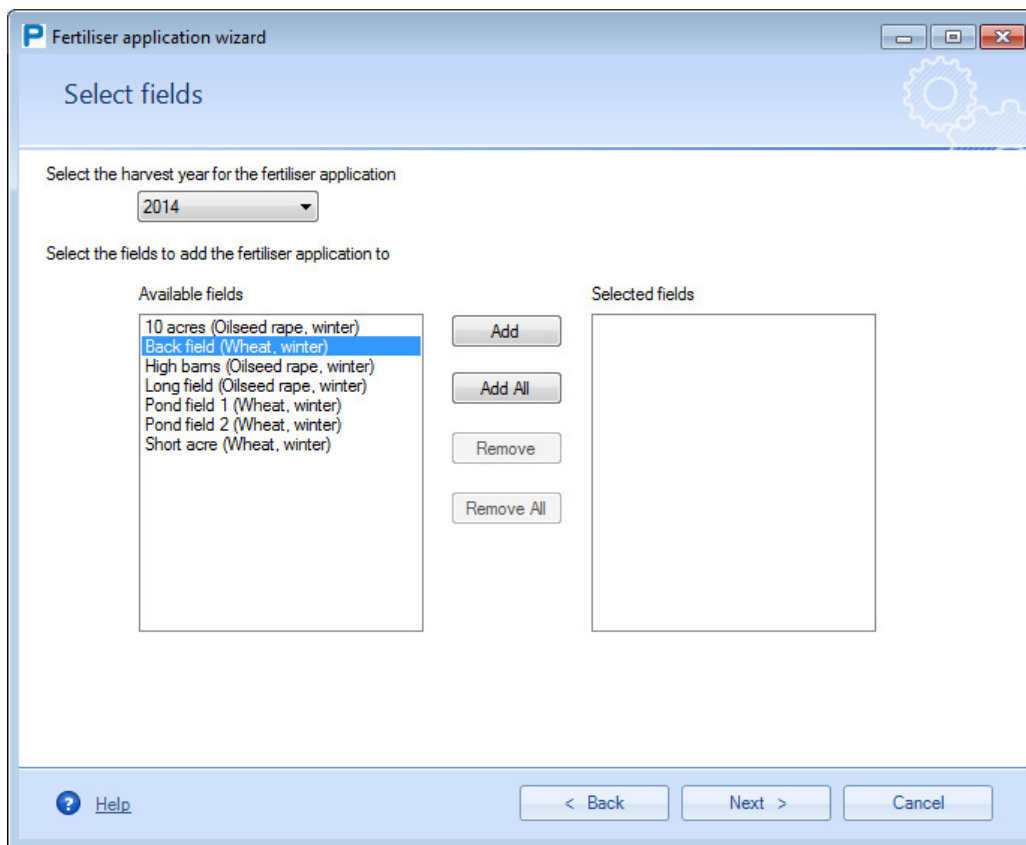 P Fertiliser application wizard
Select fields
Select the harvest year for the fertiliser application
2014
Select the fields to add the fertiliser application to
Available fields
Selected fields
10 acres (Oilseed rape, winter)
Back field (Wheat, winter)
High barns (Oilseed rape, winter)
Long field (Oilseed rape, winter)
Pond field 1 (Wheat, winter)
Pond field 2 (Wheat, winter)
Short acre (Wheat, winter)
Add
Add All
Remove
Remove All
? Help
< Back
Next >
Cancel